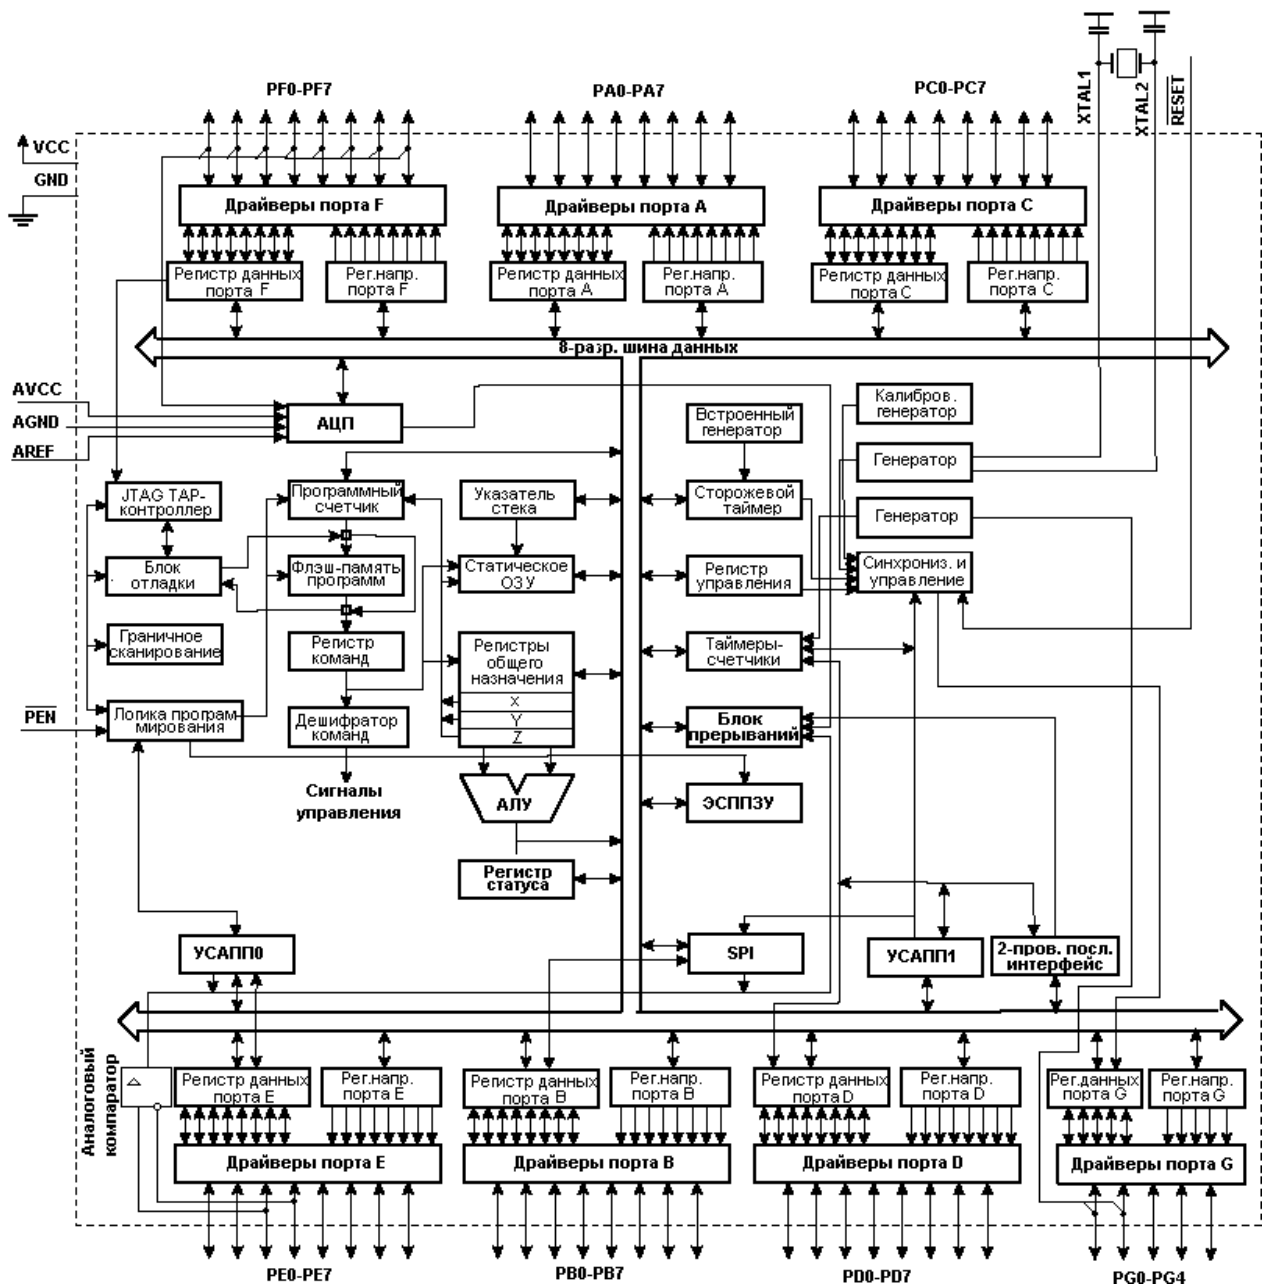 XTAL1
XTAL2
RESET
PF0-PF7
PA0-PA7
PC0-PC7
VCC
GND
Драйверы порта F
Драйверы порта A
Драйверы порта C
Регистр данных
порта F
Рег.напр.
порта F
Регистр данных
порта A
Рег.напр.
порта A
Регистр данных
порта C
Рег.напр.
порта C
8-разр. шина данных
AVCC
AGND
AREF
АЦП
Встроенный
генератор
Калибров.
генератор
Генератор
JTAG TAP-
контроллер
Программный
счетчик
Указатель
стека
Сторожевой
таймер
Генератор
Блок
отладки
Флэш-память
программ
Статическое
ОЗУ
Регистр
управления
Синхрониз. и
управление
Граничное
сканирование
Регистр
команд
Регистры
общего
назначения
X
Y
Z
Таймеры-
счетчики
PEN
Логика програм
мирования
Дешифратор
команд
Блок
прерываний
Сигналы
управления
АЛУ
ЭСППЗУ
Регистр
статуса
УСАПП0
SPI
УСАПП1
2-пров. посл.
интерфейс
Аналоговый
компаратор
Регистр данных
порта E
Рег.напр.
порта E
Регистр данных
порта B
Рег.напр.
порта B
Регистр данных
порта D
Рег.напр.
порта D
Рег.данных
порта G
Рег.напр.
порта G
Драйверы порта E
Драйверы порта B
Драйверы порта D
Драйверы порта G
PE0-PE7
PB0-PB7
PD0-PD7
PG0-PG4